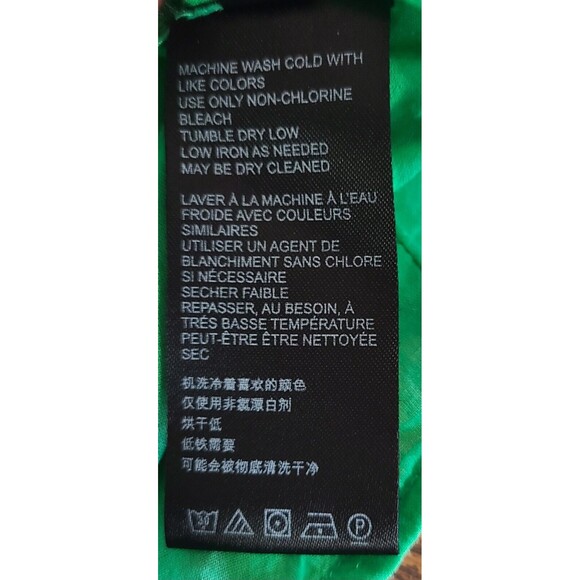 MACHINE WASH COLD WITH
LIKE COLORS
USE ONLY NON-CHLORINE
BLEACH
TUMBLE DRY LOW
LOW IRON AS NEEDED
MAY BE DRY CLEANED
LAVER À LA MACHINE À L'EAU
FROIDE AVEC COULEURS
SIMILAIRES
UTILISER UN AGENT DE
BLANCHIMENT SANS CHLORE
SI NÉCESSAIRE
SECHER FAIBLE
REPASSER, AU BESOIN, À
TRÉS BASSE TEMPÉRATURE
PEUT-ÊTRE ÊTRE NETTOYÉE
SEC
机洗冷着喜欢的颜色
仅使用非氯漂白剂
烘干低
低铁需要
可能会被彻底清洗干净
30 P